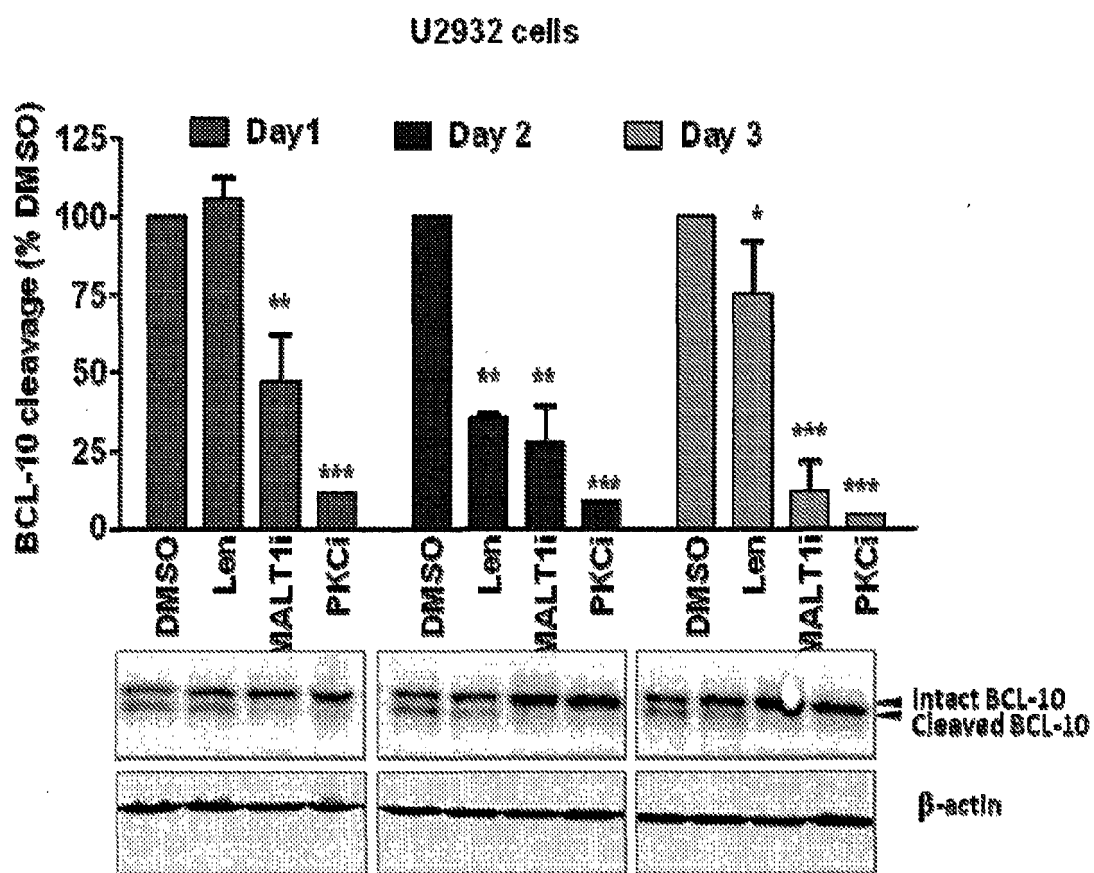 U2932 cells
BCL-10 cleavage (% DMSO)
Day1 Day 2 Day 3
125
100
75
50
25
0
** *** ** ** *** * *** ***
DMSO Len MALT1i PKCi DMSO Len MALT1i PKCi DMSO Len MALT1i PKCi
Intact BCL-10
Cleaved BCL-10
β-actin